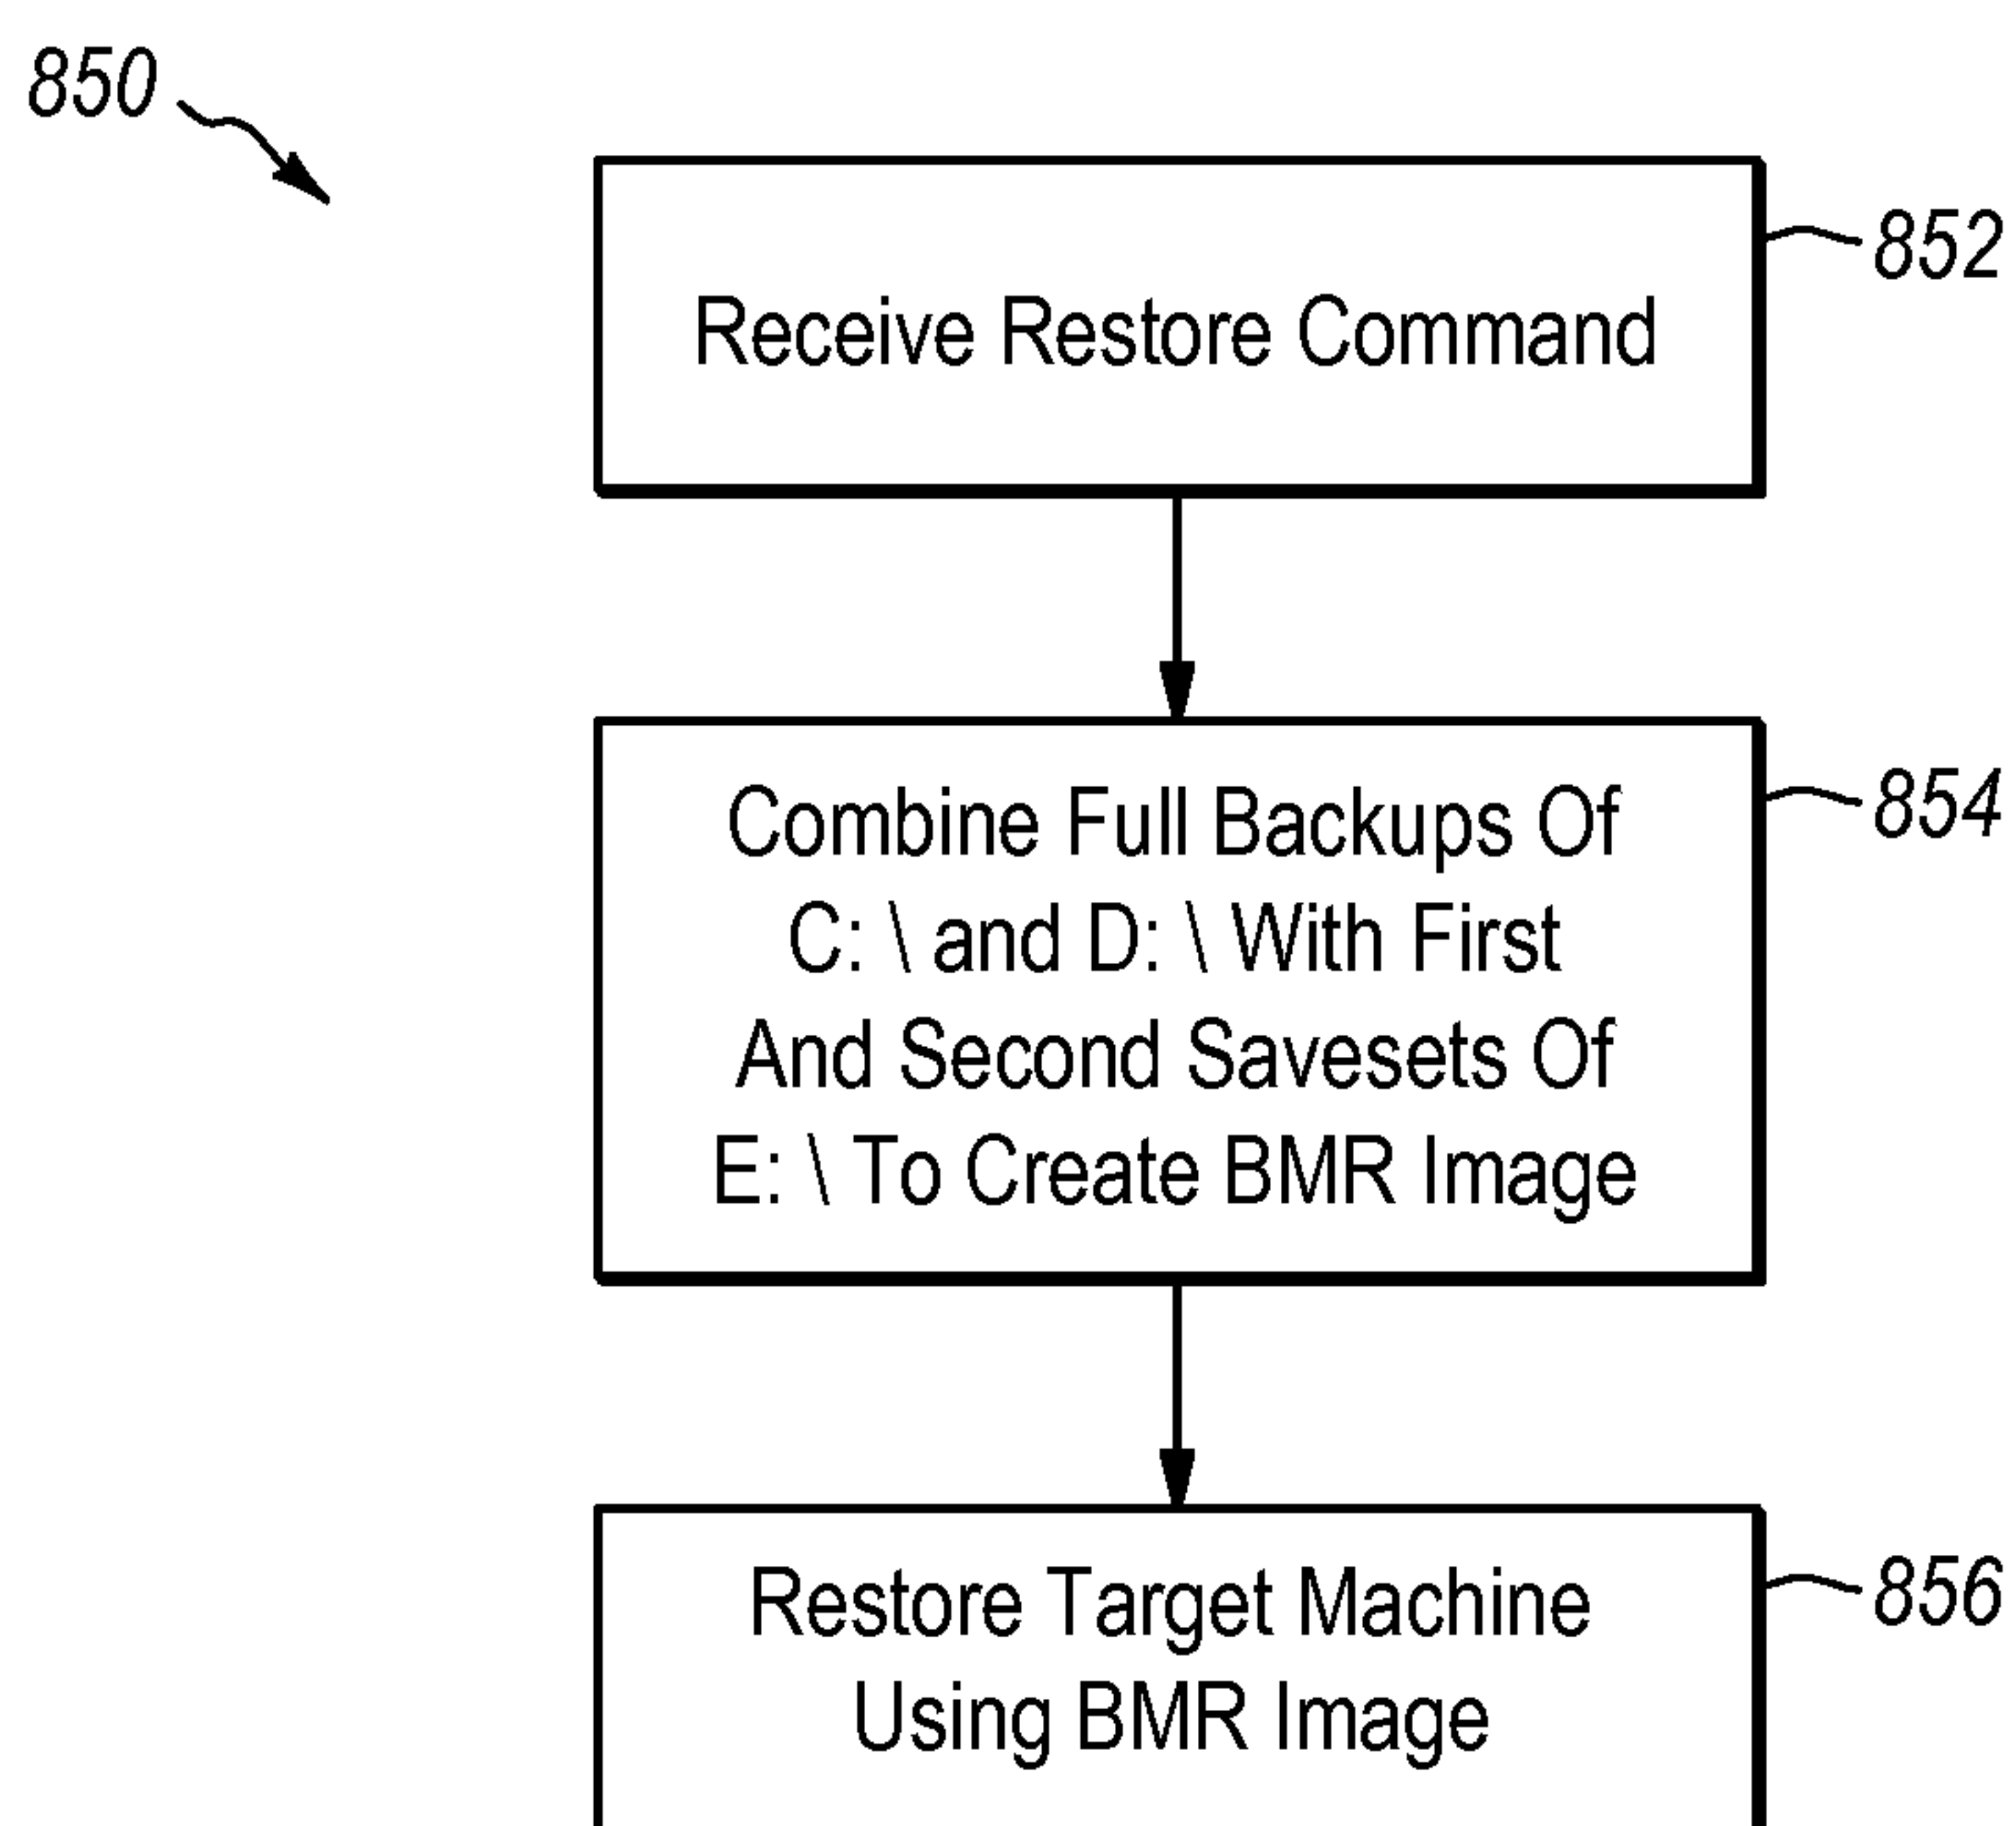 850
852
Receive Restore Command
854
Combine Full Backups Of
C: \ and D: \ With First
And Second Savesets Of
E: \ To Create BMR Image
856
Restore Target Machine
Using BMR Image